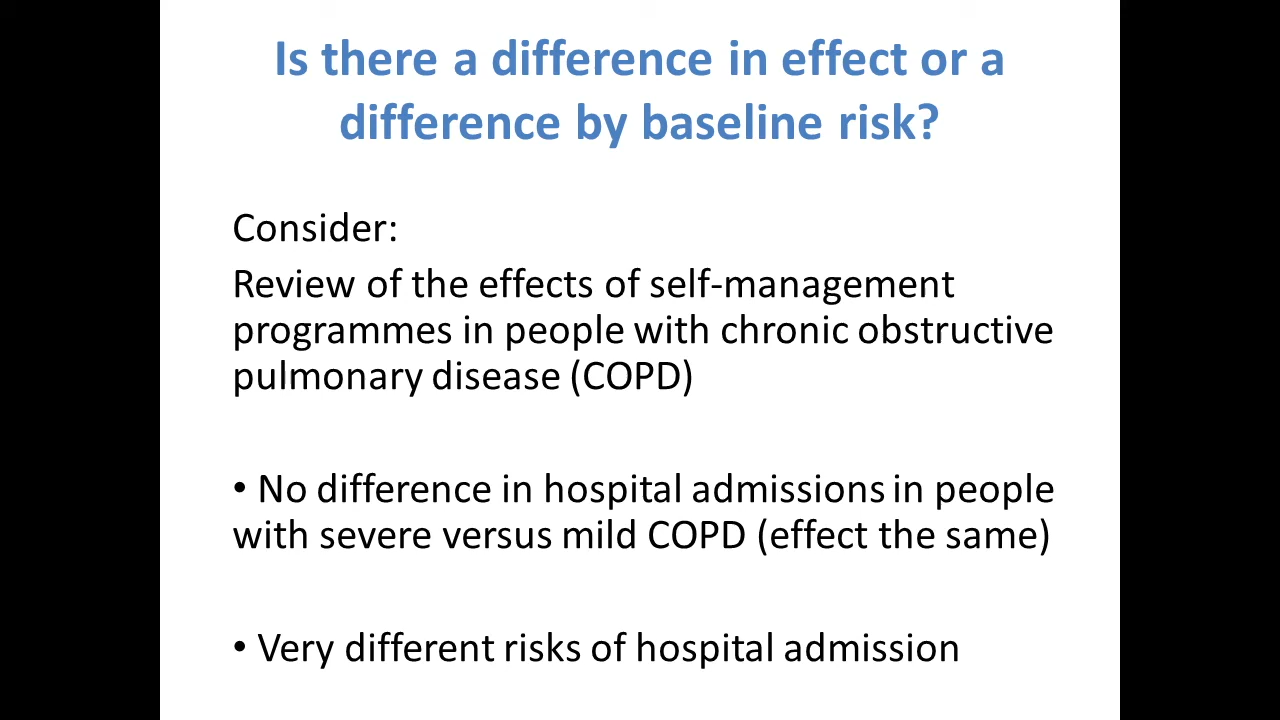 Is there a difference in effect or a
difference by baseline risk?
Consider:
Review of the effects of self-management
programmes in people with chronic obstructive
pulmonary disease (COPD)
• No difference in hospital admissions in people
with severe versus mild COPD (effect the same)
• Very different risks of hospital admission